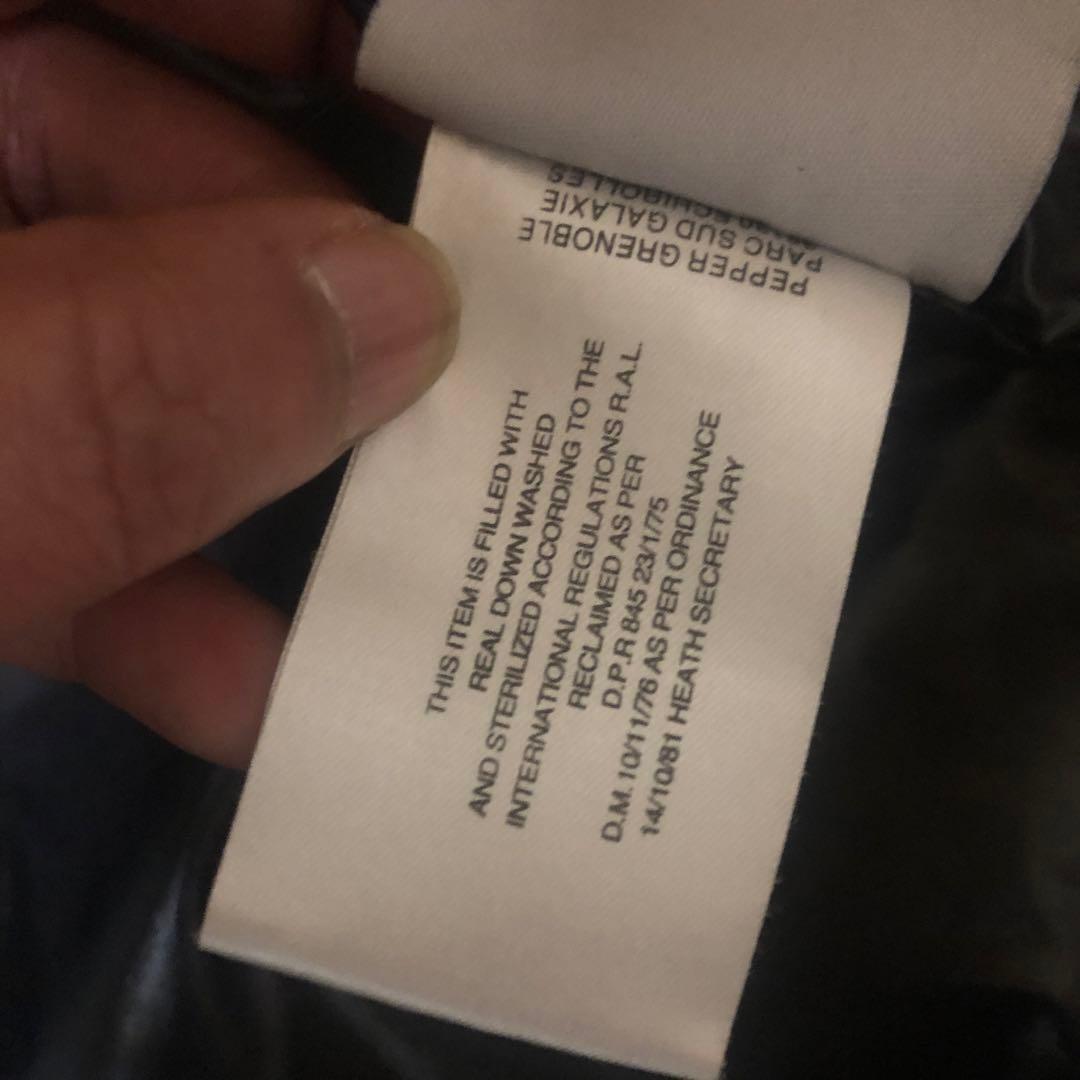 PEPPER GRENOBLE
PARC SUD GALAXIE
ECHIROLLES
THIS ITEM IS FILLED WITH
REAL DOWN WASHED
AND STERILIZED ACCORDING TO THE
INTERNATIONAL REGULATIONS R.A.L.
RECLAIMED AS PER
D.P.R 845 23/1/75
D.M. 10/11/76 AS PER ORDINANCE
14/10/81 HEATH SECRETARY